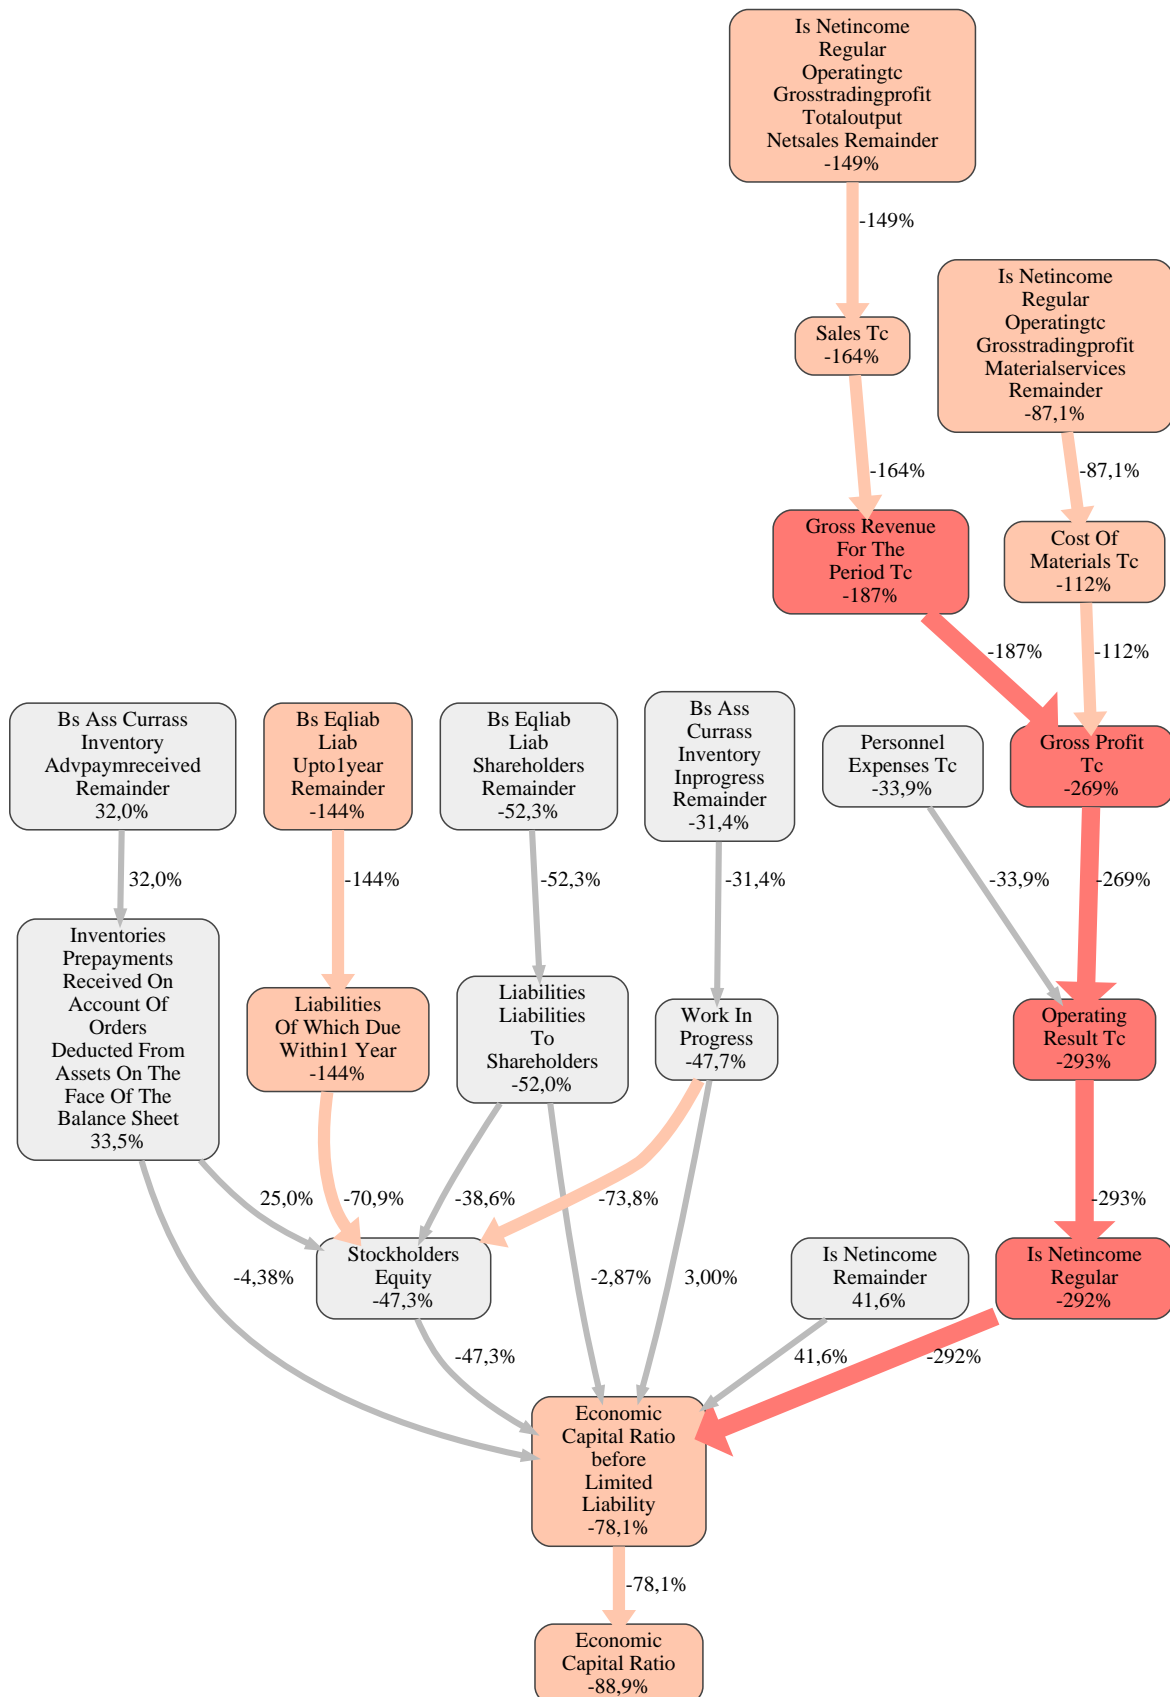 Is Netincome
Regular
Operatingtc
Grosstradingprofit
Totaloutput
Netsales Remainder
-149%
-149%
Is Netincome
Regular
Operatingtc
Grosstradingprofit
Materialservices
Remainder
-87,1%
Sales Tc
-164%
-164%
-87,1%
Gross Revenue
For The
Period Tc
-187%
Cost Of
Materials Tc
-112%
-187%
-112%
Bs Ass Currass
Inventory
Advpaymreceived
Remainder
32,0%
Bs Eqliab
Liab
Upto1year
Remainder
-144%
Bs Eqliab
Liab
Shareholders
Remainder
-52,3%
Bs Ass
Currass
Inventory
Inprogress
Remainder
-31,4%
Personnel
Expenses Tc
-33,9%
Gross Profit
Tc
-269%
32,0%
-144%
-52,3%
-31,4%
-33,9%
-269%
Inventories
Prepayments
Received On
Account Of
Orders
Deducted From
Assets On The
Face Of The
Balance Sheet
33,5%
Liabilities
Of Which Due
Within1 Year
-144%
Liabilities
Liabilities
To
Shareholders
-52,0%
Work In
Progress
-47,7%
Operating
Result Tc
-293%
25,0%
-70,9%
-38,6%
-73,8%
-293%
Stockholders
Equity
-47,3%
Is Netincome
Remainder
41,6%
Is Netincome
Regular
-292%
-4,38%
-2,87%
3,00%
-47,3%
41,6%
-292%
Economic
Capital Ratio
before
Limited
Liability
-78,1%
-78,1%
Economic
Capital Ratio
-88,9%